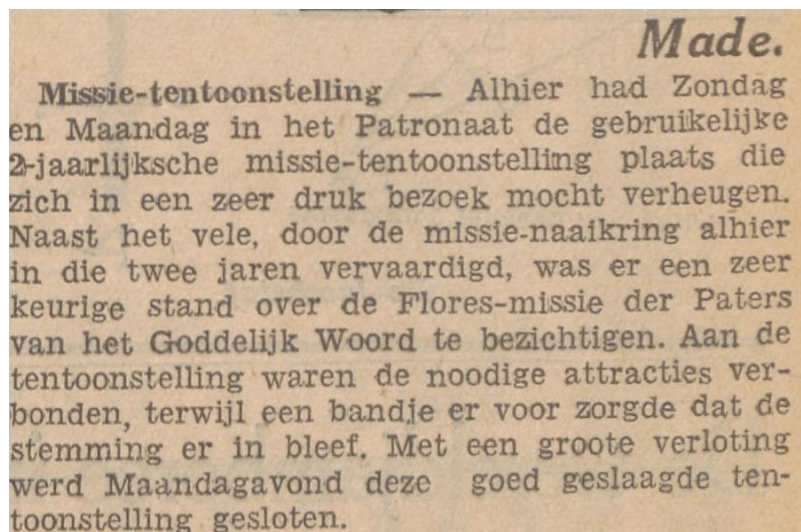 Made.
Missie-tentoonstelling — Alhier had Zondag
en Maandag in het Patronaat de gebruikelijke
2-jaarlijksche missie-tentoonstelling plaats die
zich in een zeer druk bezoek mocht verheugen.
Naast het vele, door de missie-naaikring alhier
in die twee jaren vervaardigd, was er een zeer
keurige stand over de Flores-missie der Paters
van het Goddelijk Woord te bezichtigen. Aan de
tentoonstelling waren de noodige attracties ver-
bonden, terwijl een bandje er voor zorgde dat de
stemming er in bleef. Met een groote verloting
werd Maandagavond deze goed geslaagde ten-
toonstelling gesloten.